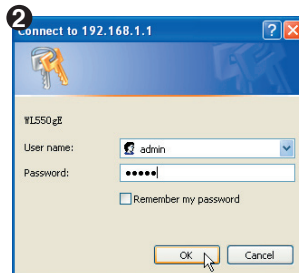 2
Connect to 192.168.1.1
WL550gE
User name:
admin
Password:
•••••
Remember my password
OK
Cancel